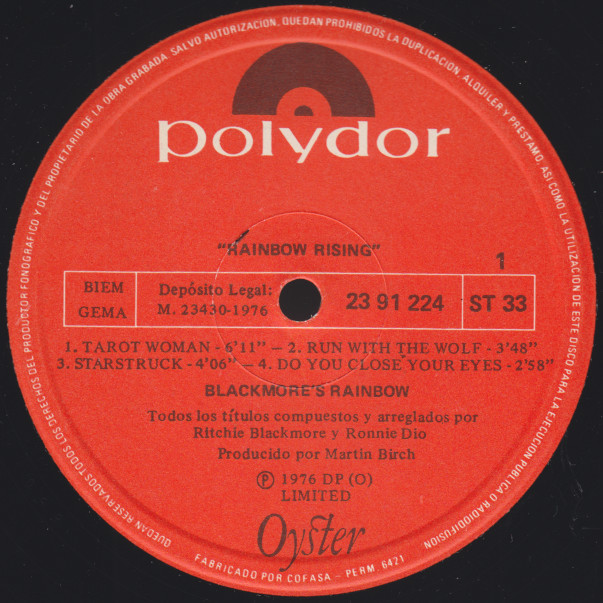 QUEDAN RESERVADOS TODOS LOS DERECHOS DEL PRODUCTOR FONOGRAFICO Y DEL PROPIETARIO DE LA OBRA GRABADA. SALVO AUTORIZACION, QUEDAN PROHIBIDOS LA DUPLICACION, ALQUILER Y PRESTAMO, ASI COMO LA UTILIZACION DE ESTE DISCO PARA LA EJECUCION PUBLICA O RADIODIFUSION
polydor
"RAINBOW RISING"
1
BIEM
GEMA
Depósito Legal:
M. 23430-1976
23 91 224
ST 33
1. TAROT WOMAN - 6'11" — 2. RUN WITH THE WOLF - 3'48"
3. STARSTRUCK - 4'06" — 4. DO YOU CLOSE YOUR EYES - 2'58"
BLACKMORE'S RAINBOW
Todos los títulos compuestos y arreglados por
Ritchie Blackmore y Ronnie Dio
Producido por Martin Birch
Ⓟ 1976 DP (O)
LIMITED
Oyster
FABRICADO POR COFASA – PERM. 6421